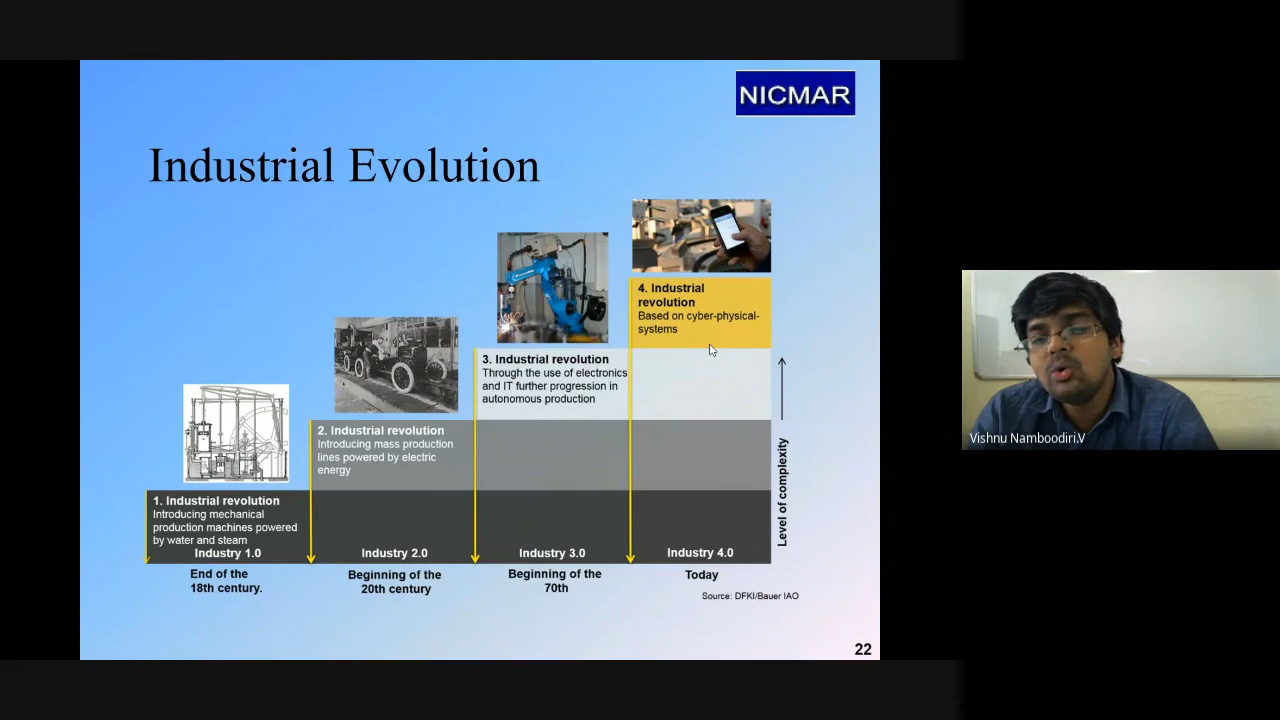 NICMAR
Industrial Evolution
4. Industrial
revolution
Based on cyber-physical-
systems
3. Industrial revolution
Through the use of electronics
and IT further progression in
autonomous production
2. Industrial revolution
Introducing mass production
lines powered by electric
energy
1. Industrial revolution
Introducing mechanical
production machines powered
by water and steam
Industry 1.0
Industry 2.0
Industry 3.0
Industry 4.0
Level of complexity
End of the
18th century.
Beginning of the
20th century
Beginning of the
70th
Today
Source: DFKI/Bauer IAO
22
Vishnu Namboodiri.V